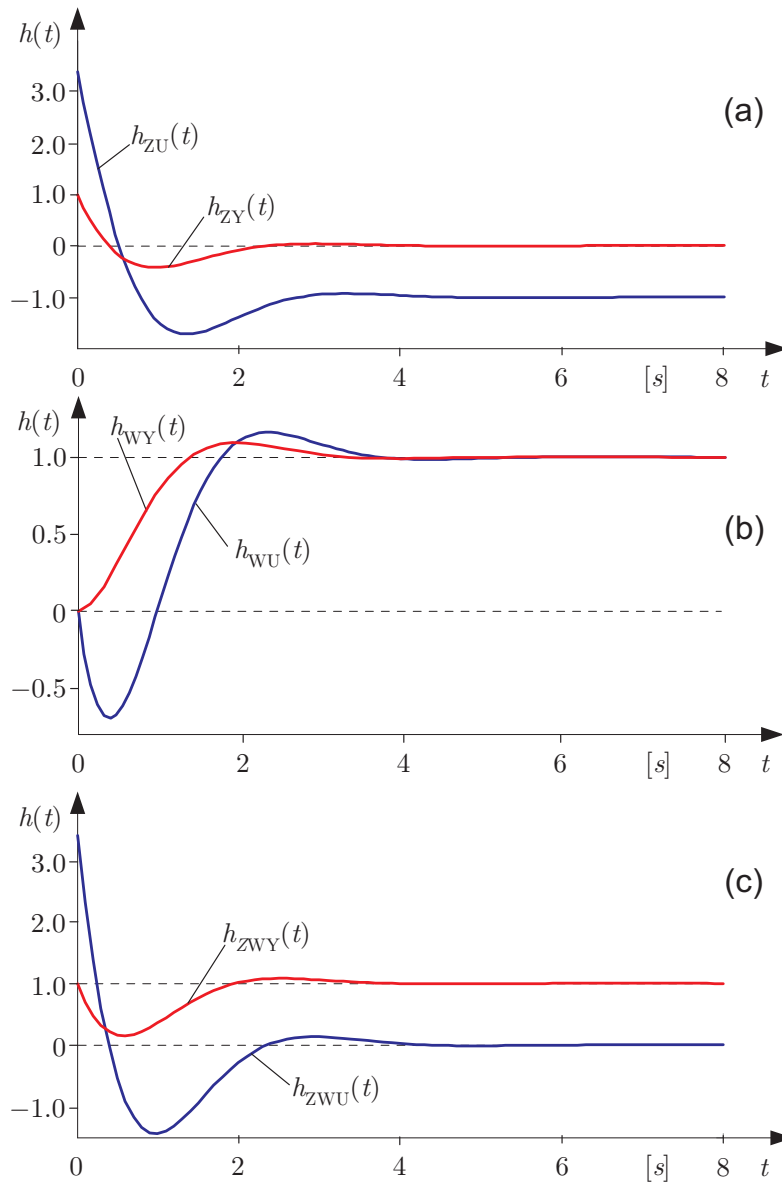 h(t)
3.0
2.0
1.0
0
−1.0
h_ZU(t)
h_ZY(t)
(a)
0 2 4 6 [s] 8 t
h(t)
1.0
0.5
0
−0.5
h_WY(t)
h_WU(t)
(b)
0 2 4 6 [s] 8 t
h(t)
3.0
2.0
1.0
0
−1.0
h_ZWY(t)
h_ZWU(t)
(c)
0 2 4 6 [s] 8 t